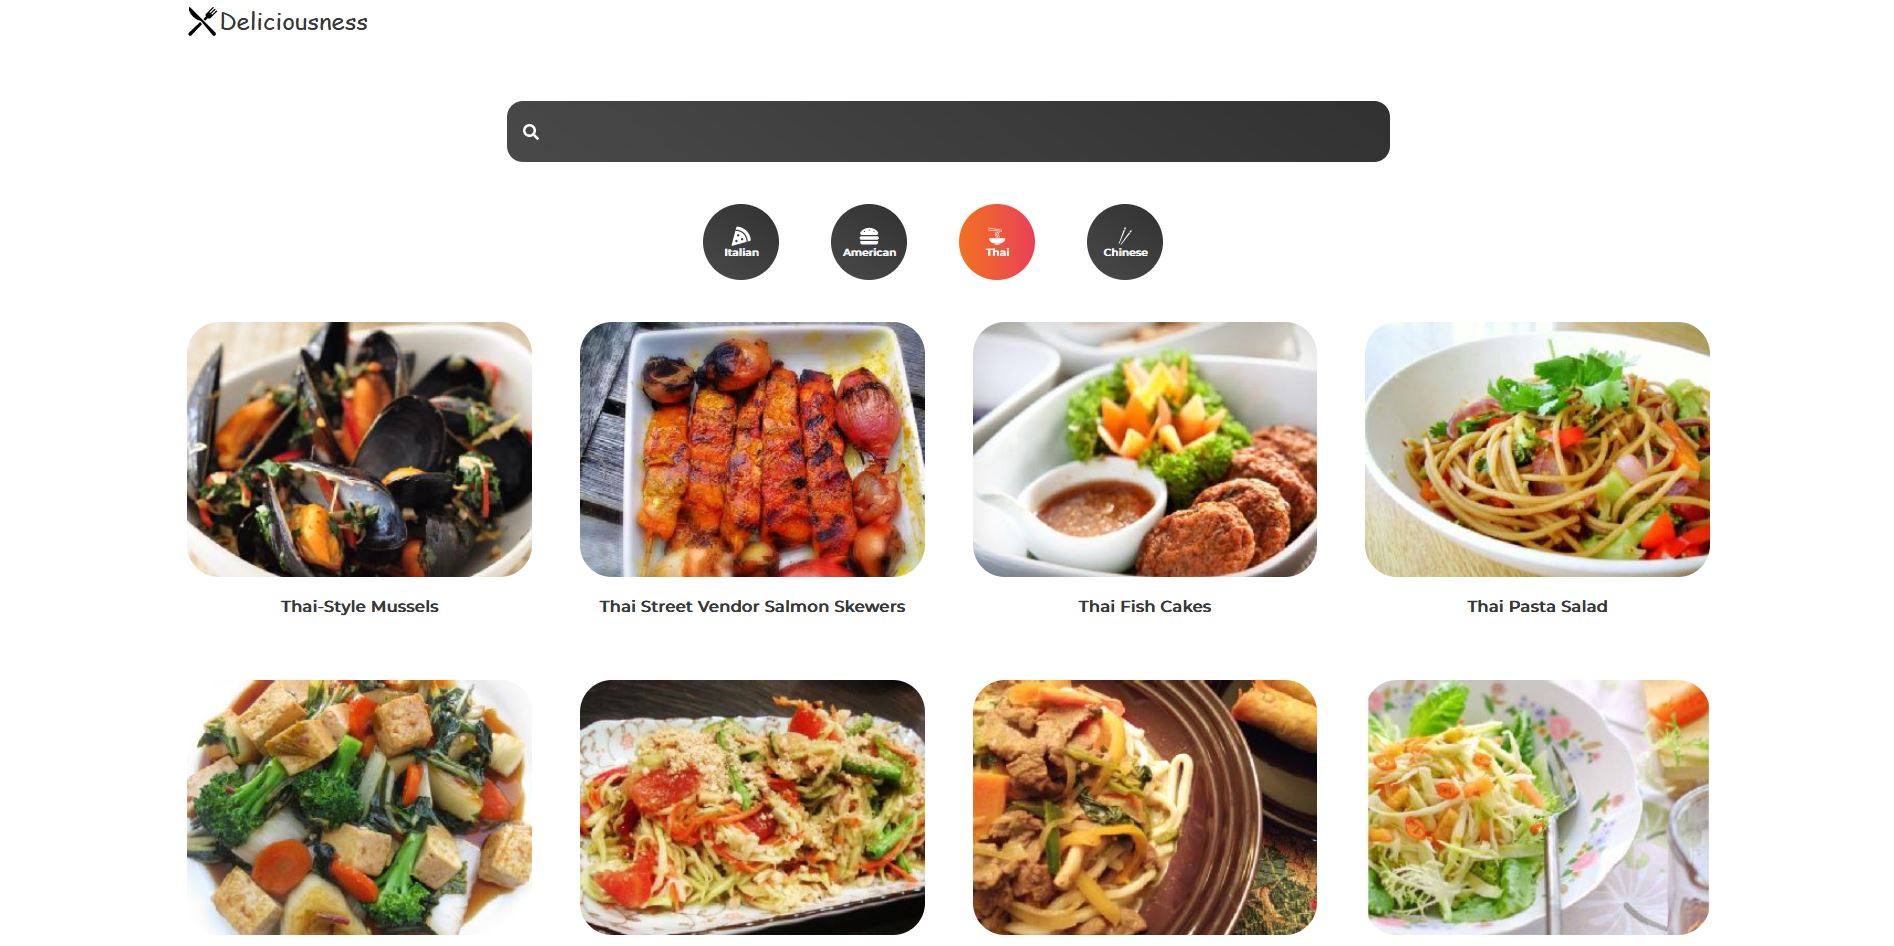 Deliciousness
Italian
American
Thai
Chinese
Thai-Style Mussels
Thai Street Vendor Salmon Skewers
Thai Fish Cakes
Thai Pasta Salad